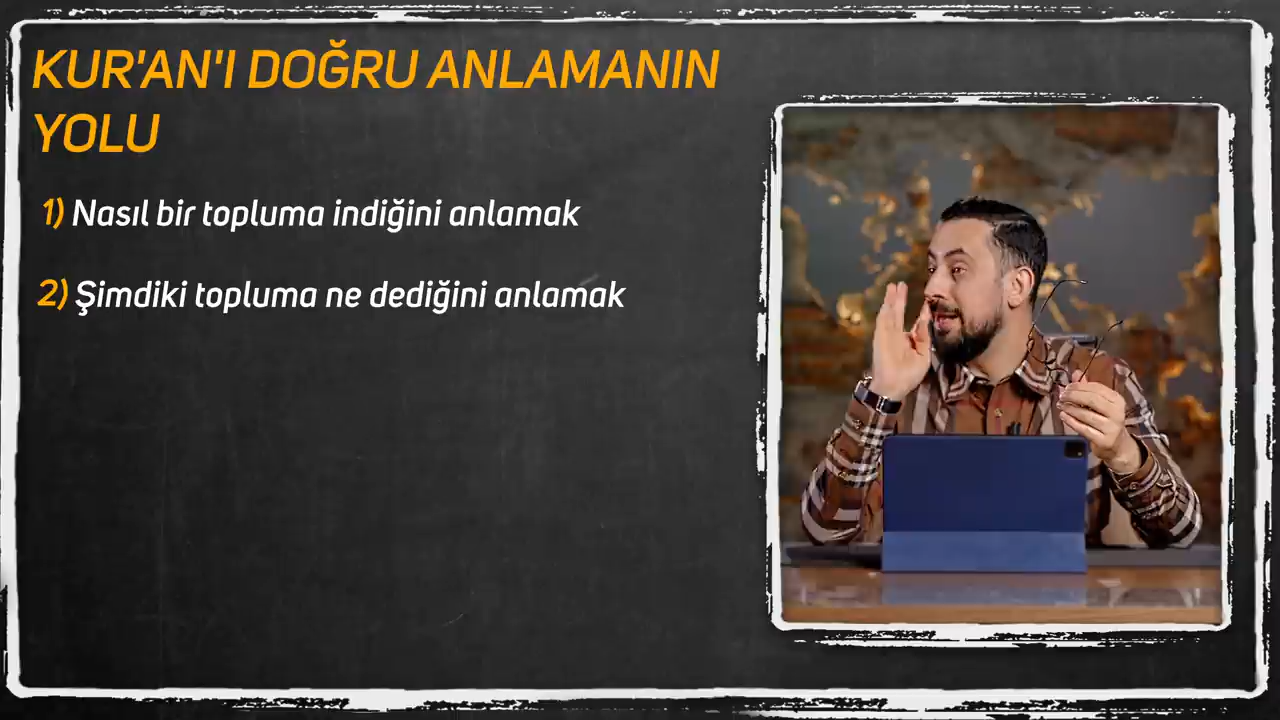 KUR'AN'I DOĞRU ANLAMANIN
YOLU
1) Nasıl bir topluma indiğini anlamak
2) Şimdiki topluma ne dediğini anlamak